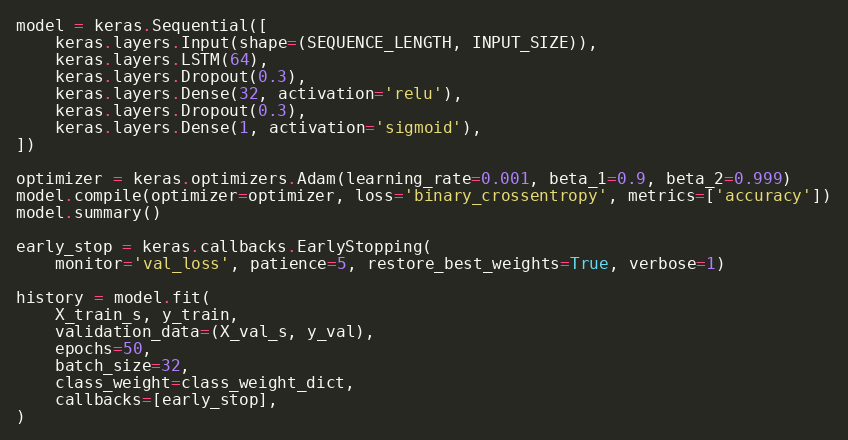 model = keras.Sequential([
    keras.layers.Input(shape=(SEQUENCE_LENGTH, INPUT_SIZE)),
    keras.layers.LSTM(64),
    keras.layers.Dropout(0.3),
    keras.layers.Dense(32, activation='relu'),
    keras.layers.Dropout(0.3),
    keras.layers.Dense(1, activation='sigmoid'),
])

optimizer = keras.optimizers.Adam(learning_rate=0.001, beta_1=0.9, beta_2=0.999)
model.compile(optimizer=optimizer, loss='binary_crossentropy', metrics=['accuracy'])
model.summary()

early_stop = keras.callbacks.EarlyStopping(
    monitor='val_loss', patience=5, restore_best_weights=True, verbose=1)

history = model.fit(
    X_train_s, y_train,
    validation_data=(X_val_s, y_val),
    epochs=50,
    batch_size=32,
    class_weight=class_weight_dict,
    callbacks=[early_stop],
)